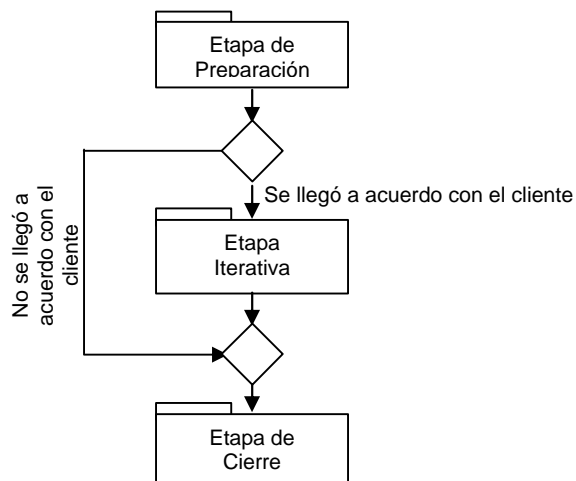 Etapa de
Preparación
Se llegó a acuerdo con el cliente
No se llegó a
acuerdo con el
cliente
Etapa
Iterativa
Etapa de
Cierre